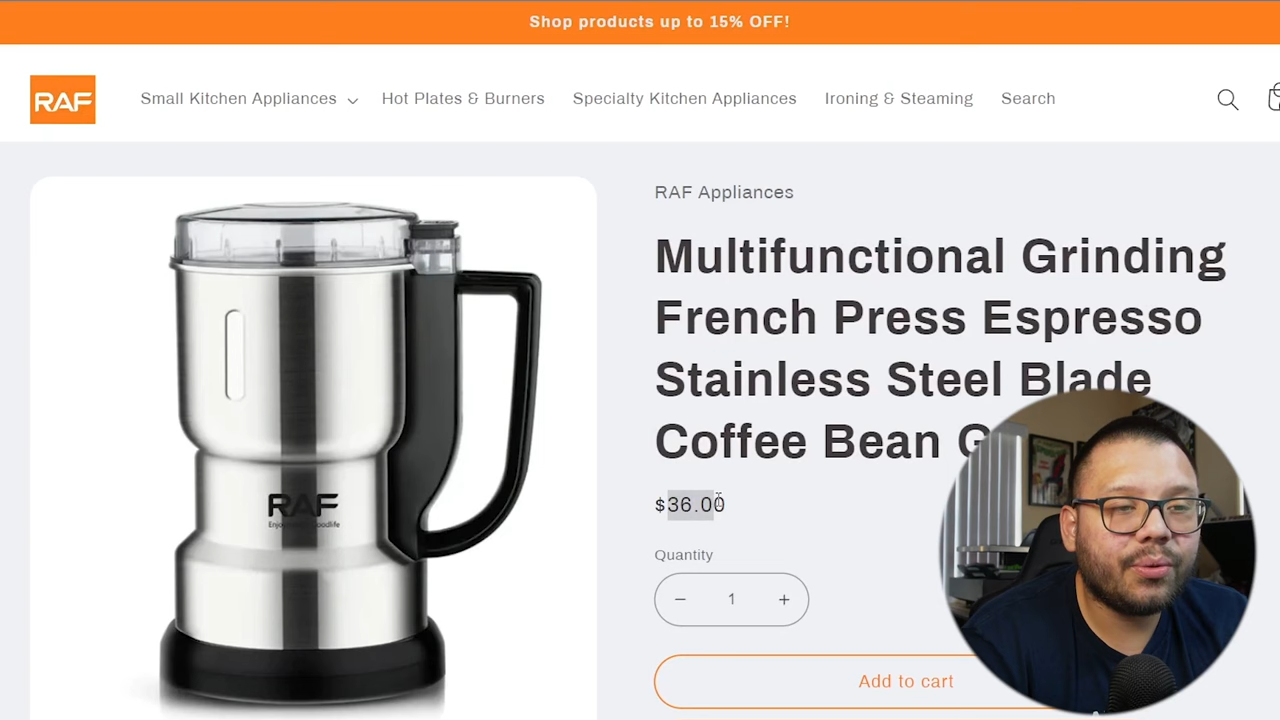 Shop products up to 15% OFF!
RAF
Small Kitchen Appliances
Hot Plates & Burners
Specialty Kitchen Appliances
Ironing & Steaming
Search
RAF Appliances
Multifunctional Grinding
French Press Espresso
Stainless Steel Blade
Coffee Bean G
$36.00
Quantity
1
Add to cart
RAF